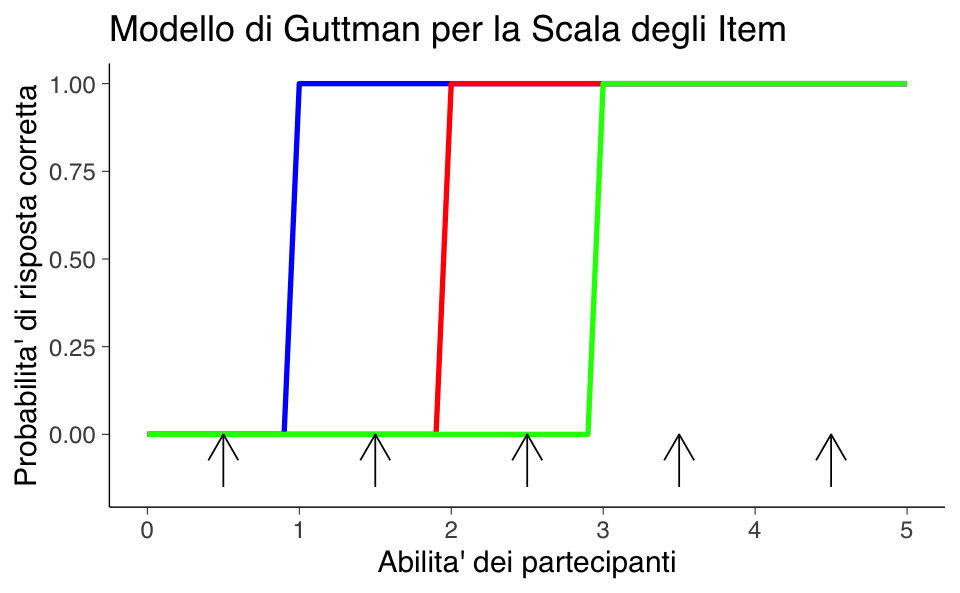 Modello di Guttman per la Scala degli Item
Probabilita' di risposta corretta
1.00
0.75
0.50
0.25
0.00
0 1 2 3 4 5
Abilita' dei partecipanti